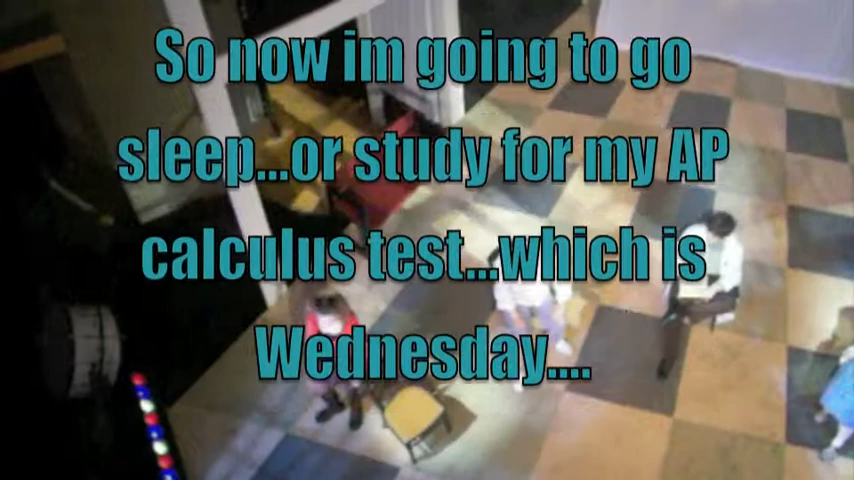 So now im going to go
sleep...or study for my AP
calculus test...which is
Wednesday....